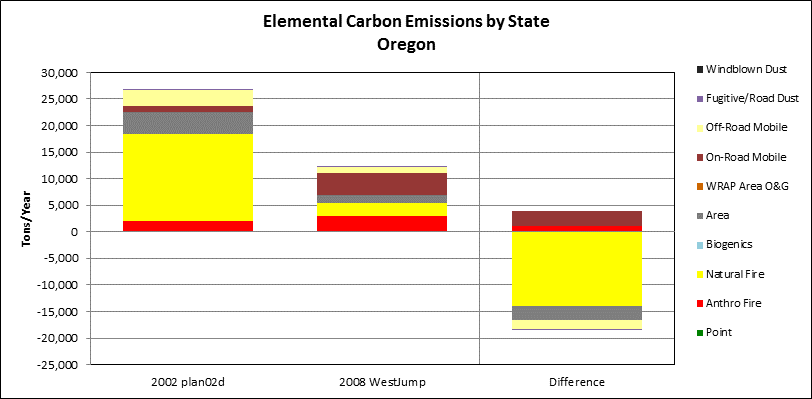 Elemental Carbon Emissions by State
Oregon
Tons/Year
30,000
25,000
20,000
15,000
10,000
5,000
0
-5,000
-10,000
-15,000
-20,000
-25,000
2002 plan02d
2008 WestJump
Difference
Windblown Dust
Fugitive/Road Dust
Off-Road Mobile
On-Road Mobile
WRAP Area O&G
Area
Biogenics
Natural Fire
Anthro Fire
Point